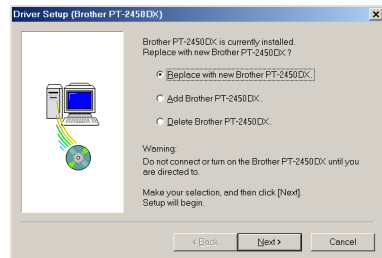 Driver Setup (Brother PT-2450DX)
Brother PT-2450DX is currently installed.
Replace with new Brother PT-2450DX ?
Replace with new Brother PT-2450DX.
Add Brother PT-2450DX.
Delete Brother PT-2450DX.
Warning:
Do not connect or turn on the Brother PT-2450DX until you
are directed to.
Make your selection, and then click [Next].
Setup will begin.
< Back
Next >
Cancel